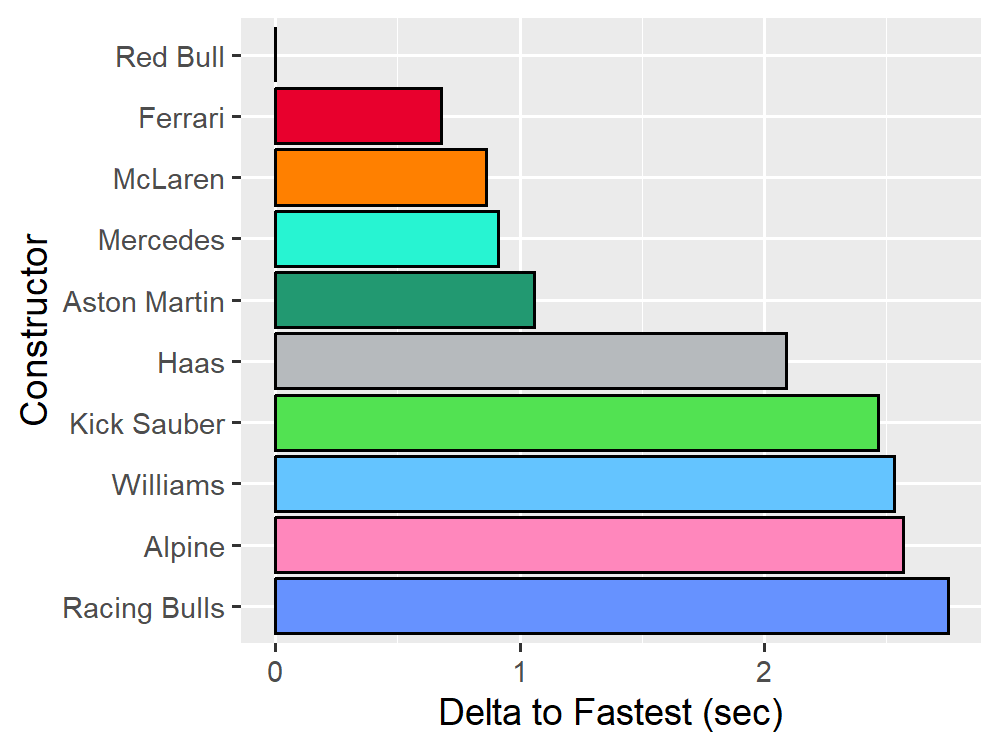 Red Bull
Ferrari
McLaren
Mercedes
Aston Martin
Haas
Kick Sauber
Williams
Alpine
Racing Bulls
Constructor
0 1 2
Delta to Fastest (sec)